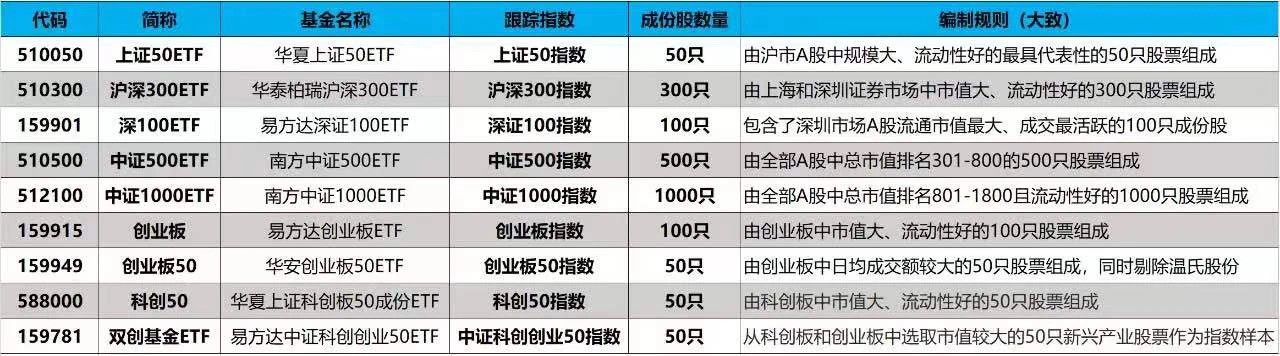 代码 简称 基金名称 跟踪指数 成份股数量 编制规则（大致）
510050 上证50ETF 华夏上证50ETF 上证50指数 50只 由沪市A股中规模大、流动性好的最具代表性的50只股票组成
510300 沪深300ETF 华泰柏瑞沪深300ETF 沪深300指数 300只 由上海和深圳证券市场中市值大、流动性好的300只股票组成
159901 深100ETF 易方达深证100ETF 深证100指数 100只 包含了深圳市场A股流通市值最大、成交最活跃的100只成份股
510500 中证500ETF 南方中证500ETF 中证500指数 500只 由全部A股中总市值排名301-800的500只股票组成
512100 中证1000ETF 南方中证1000ETF 中证1000指数 1000只 由全部A股中总市值排名801-1800且流动性好的1000只股票组成
159915 创业板 易方达创业板ETF 创业板指数 100只 由创业板中市值大、流动性好的100只股票组成
159949 创业板50 华安创业板50ETF 创业板50指数 50只 由创业板中日均成交额较大的50只股票组成，同时剔除温氏股份
588000 科创50 华夏上证科创板50成份ETF 科创50指数 50只 由科创板中市值大、流动性好的50只股票组成
159781 双创基金ETF 易方达中证科创创业50ETF 中证科创创业50指数 50只 从科创板和创业板中选取市值较大的50只新兴产业股票作为指数样本